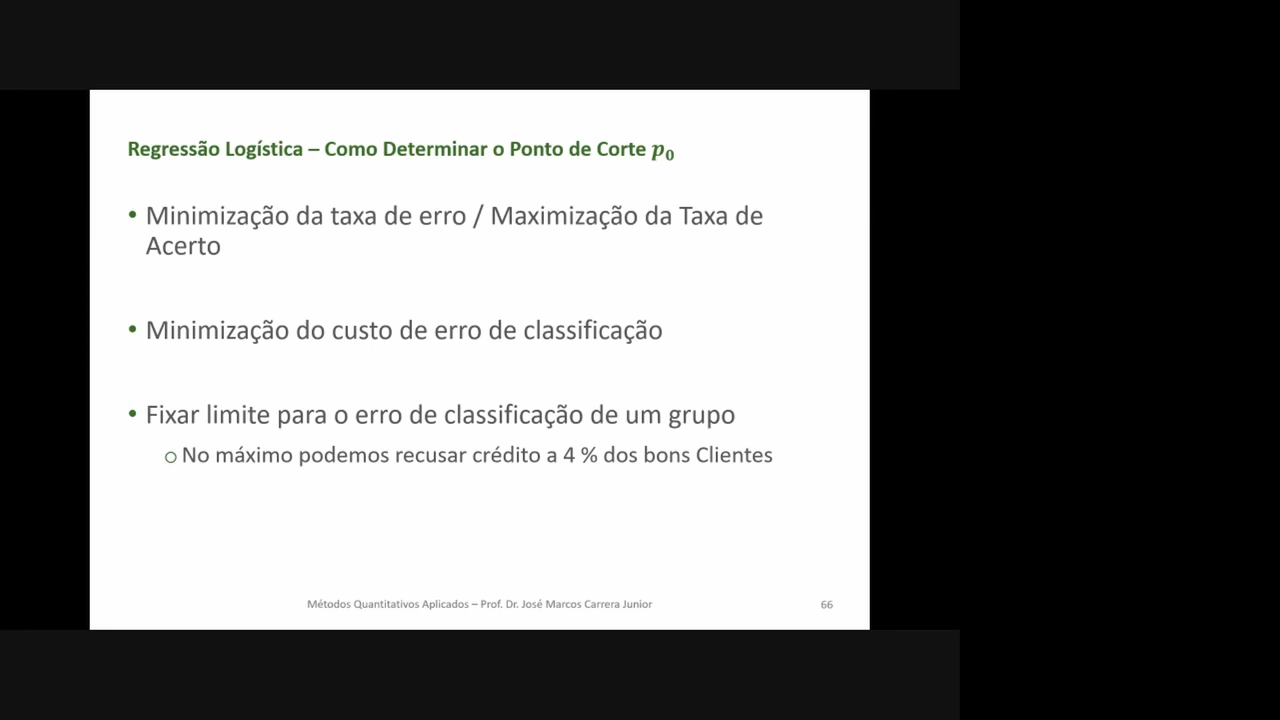 Regressão Logística – Como Determinar o Ponto de Corte p₀
• Minimização da taxa de erro / Maximização da Taxa de
Acerto
• Minimização do custo de erro de classificação
• Fixar limite para o erro de classificação de um grupo
o No máximo podemos recusar crédito a 4 % dos bons Clientes
Métodos Quantitativos Aplicados – Prof. Dr. José Marcos Carrera Junior
66